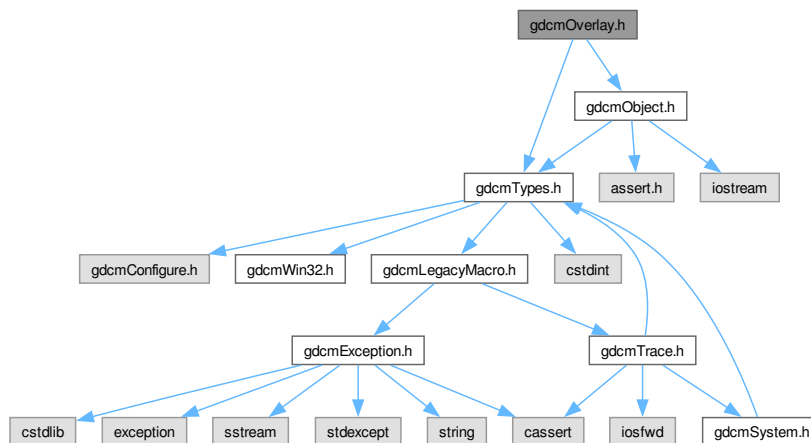 gdcmOverlay.h
gdcmObject.h
gdcmTypes.h
assert.h
iostream
gdcmConfigure.h
gdcmWin32.h
gdcmLegacyMacro.h
cstdint
gdcmException.h
gdcmTrace.h
cstdlib
exception
sstream
stdexcept
string
cassert
iosfwd
gdcmSystem.h